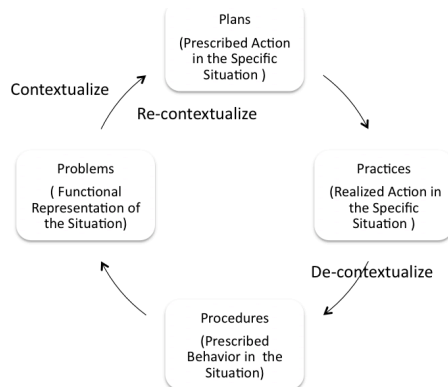 Plans
(Prescribed Action
in the Specific
Situation )
Contextualize
Re-contextualize
Problems
( Functional
Representation of
the Situation)
Practices
(Realized Action in
the Specific
Situation )
De-contextualize
Procedures
(Prescribed
Behavior in the
Situation)